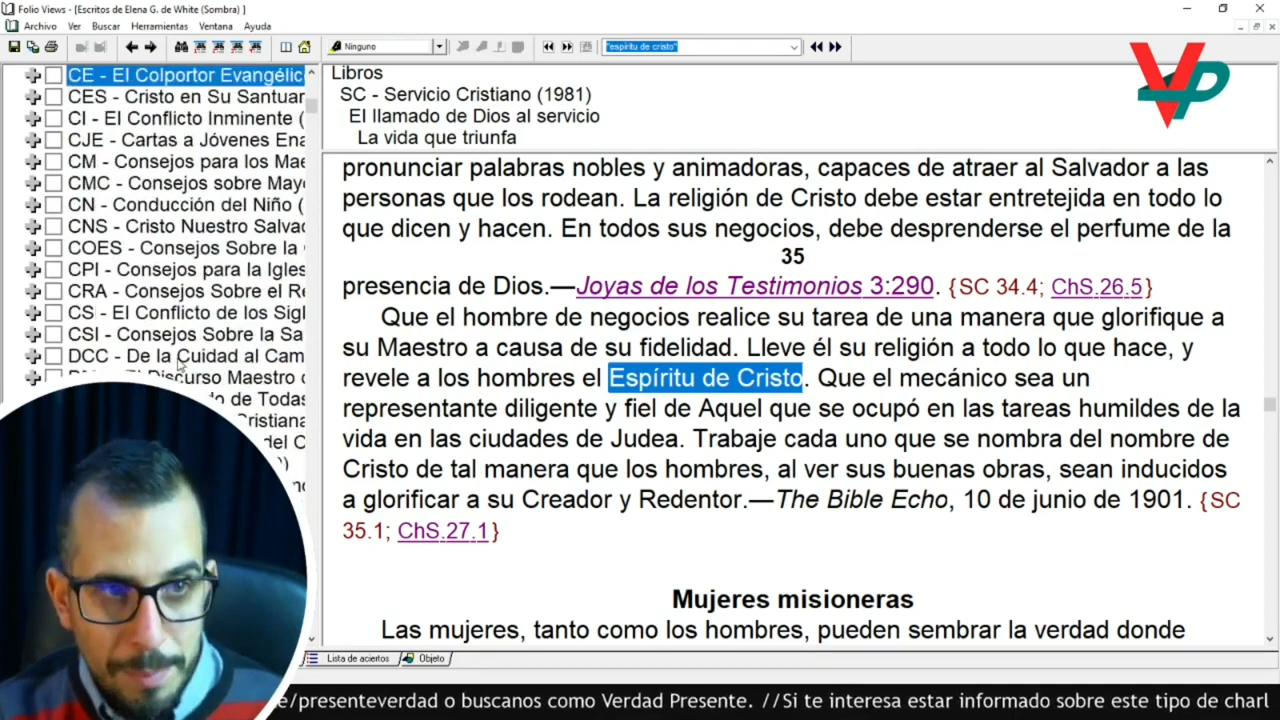 Folio Views - [Escritos de Elena G. de White (Sombra) ]
Archivo Ver Buscar Herramientas Ventana Ayuda
Ninguno
"espíritu de cristo"
CE - El Colportor Evangélic
CES - Cristo en Su Santuar
CI - El Conflicto Inminente (
CJE - Cartas a Jóvenes Ena
CM - Consejos para los Mae
CMC - Consejos sobre Mayo
CN - Conducción del Niño (
CNS - Cristo Nuestro Salvad
COES - Consejos Sobre la
CPI - Consejos para la Igles
CRA - Consejos Sobre el Re
CS - El Conflicto de los Sigl
CSI - Consejos Sobre la Sa
DCC - De la Cuidad al Cam
Discurso Maestro
do de Todas
Cristiana
del C
Libros
SC - Servicio Cristiano (1981)
El llamado de Dios al servicio
La vida que triunfa
VP
pronunciar palabras nobles y animadoras, capaces de atraer al Salvador a las
personas que los rodean. La religión de Cristo debe estar entretejida en todo lo
que dicen y hacen. En todos sus negocios, debe desprenderse el perfume de la
35
presencia de Dios.—Joyas de los Testimonios 3:290. {SC 34.4; ChS.26.5}
Que el hombre de negocios realice su tarea de una manera que glorifique a
su Maestro a causa de su fidelidad. Lleve él su religión a todo lo que hace, y
revele a los hombres el Espíritu de Cristo. Que el mecánico sea un
representante diligente y fiel de Aquel que se ocupó en las tareas humildes de la
vida en las ciudades de Judea. Trabaje cada uno que se nombra del nombre de
Cristo de tal manera que los hombres, al ver sus buenas obras, sean inducidos
a glorificar a su Creador y Redentor.—The Bible Echo, 10 de junio de 1901. {SC
35.1; ChS.27.1}
Mujeres misioneras
Las mujeres, tanto como los hombres, pueden sembrar la verdad donde
Lista de aciertos Objeto
e/presenteverdad o buscanos como Verdad Presente. //Si te interesa estar informado sobre este tipo de charl